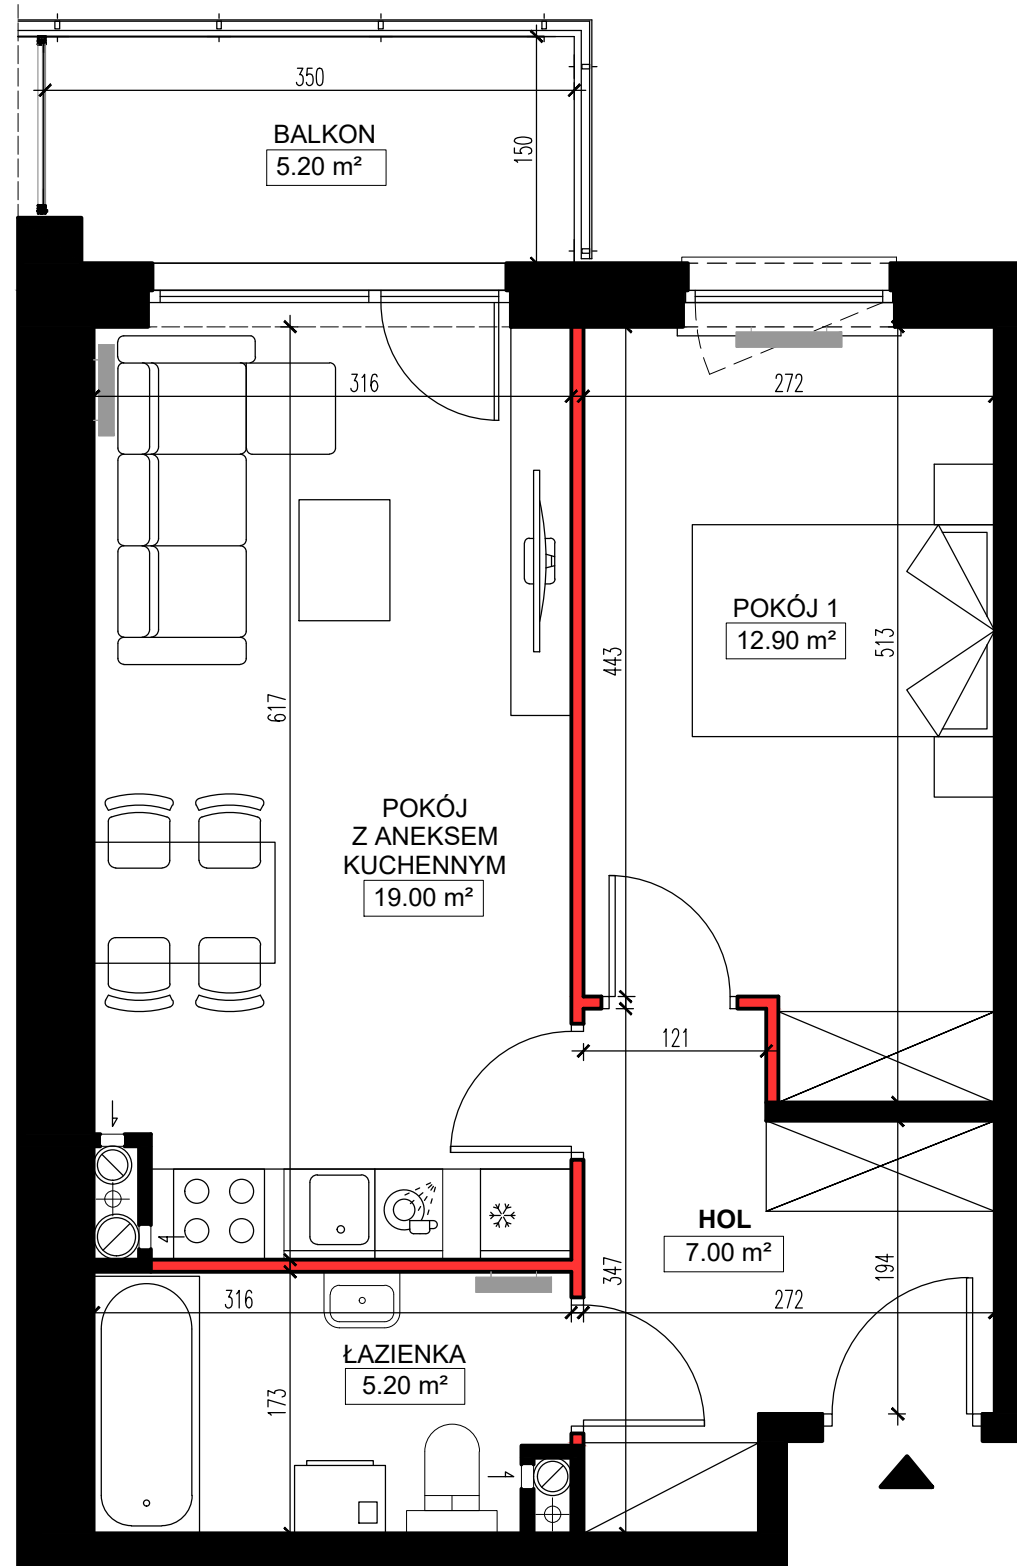 350
BALKON
5.20 m²
150
316
272
POKÓJ 1
12.90 m²
443
513
617
POKÓJ
Z ANEKSEM
KUCHENNYM
19.00 m²
121
HOL
7.00 m²
347
194
316
272
ŁAZIENKA
5.20 m²
173